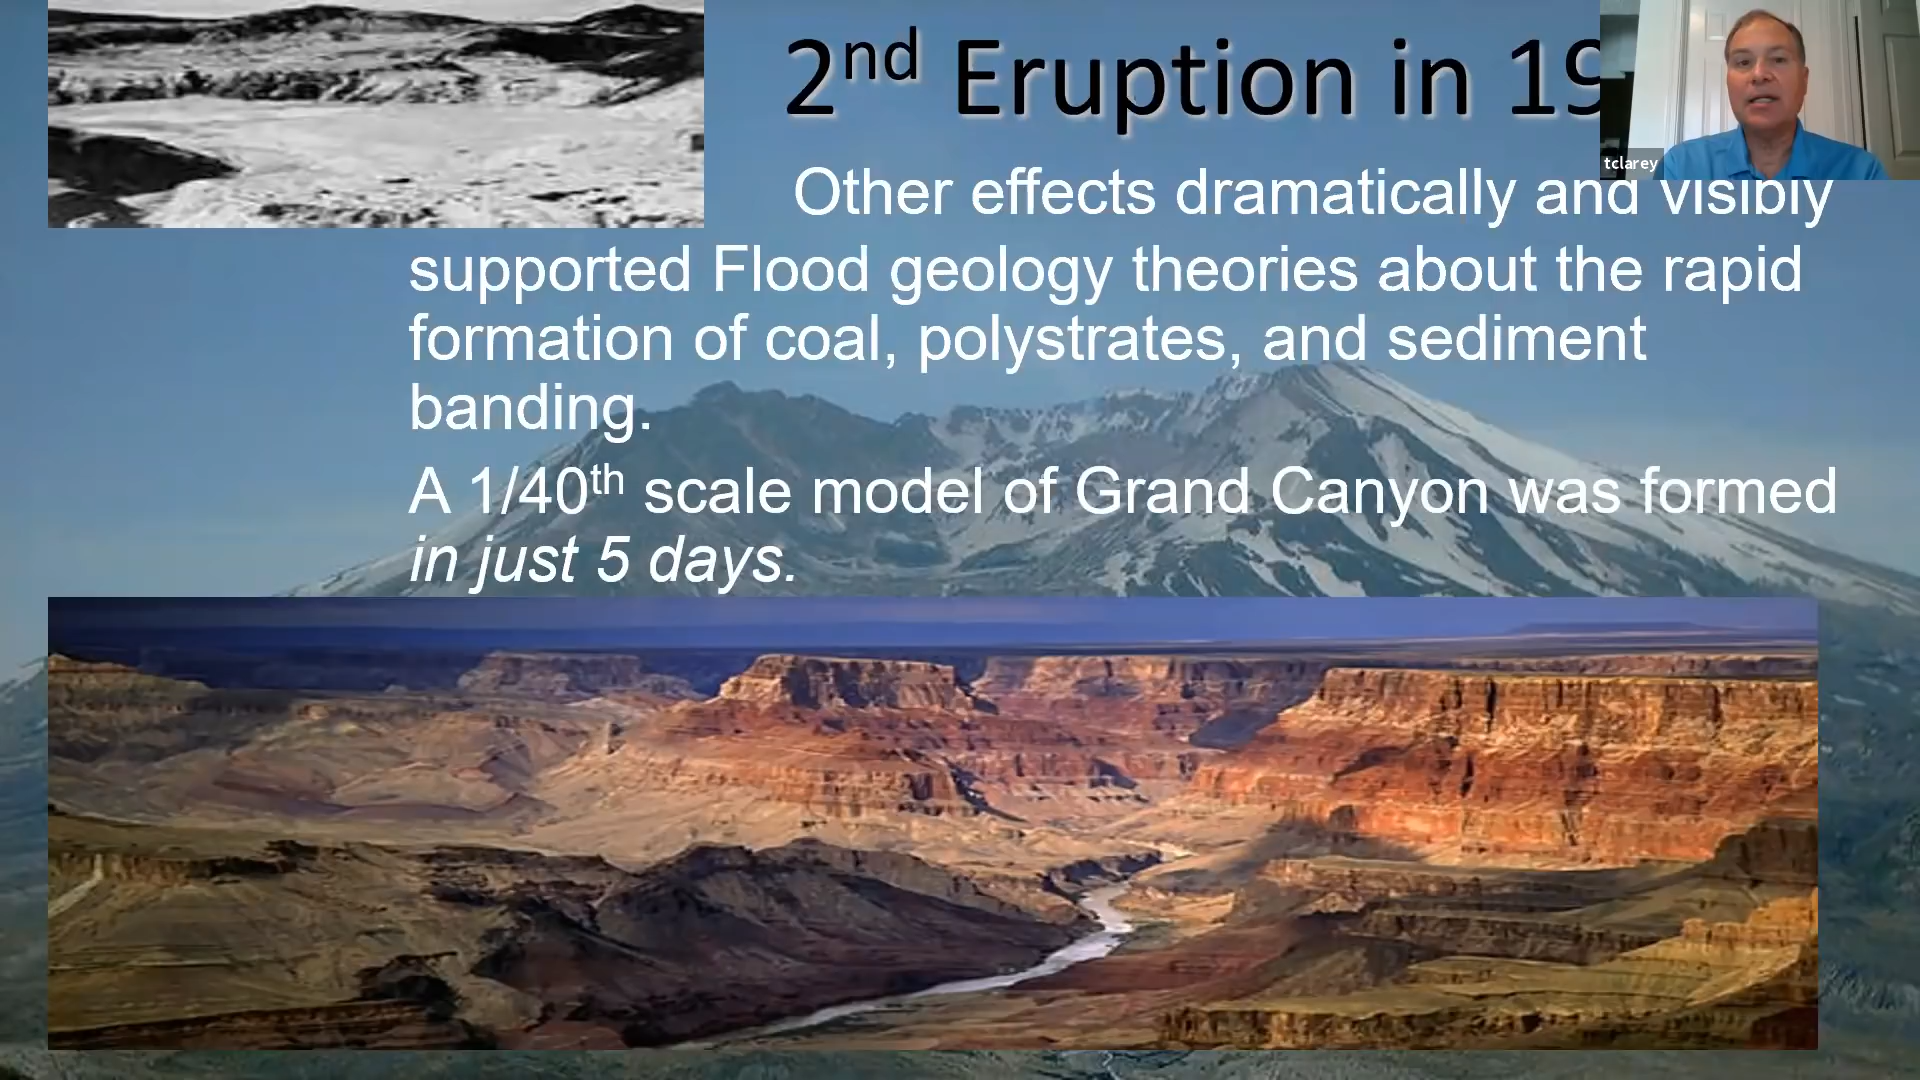 2nd Eruption in 19
tclarey
Other effects dramatically and visibly
supported Flood geology theories about the rapid
formation of coal, polystrates, and sediment
banding.
A 1/40th scale model of Grand Canyon was formed
in just 5 days.